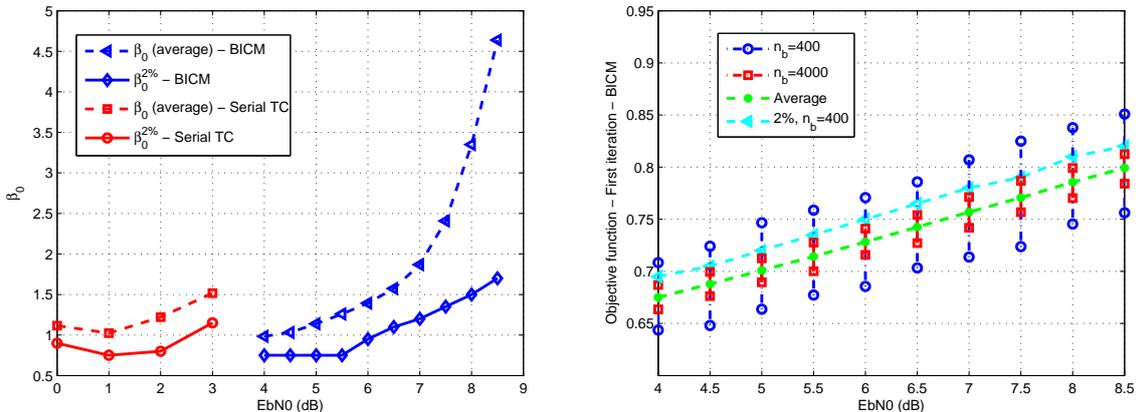 5
4.5
4
3.5
3
2.5
2
1.5
1
0.5
β0
β0 (average) – BICM
β0^2% – BICM
β0 (average) – Serial TC
β0^2% – Serial TC
0 1 2 3 4 5 6 7 8 9
EbN0 (dB)
0.95
0.9
0.85
0.8
0.75
0.7
0.65
Objective function – First iteration – BICM
nb=400
nb=4000
Average
2%, nb=400
4 4.5 5 5.5 6 6.5 7 7.5 8 8.5
EbN0 (dB)